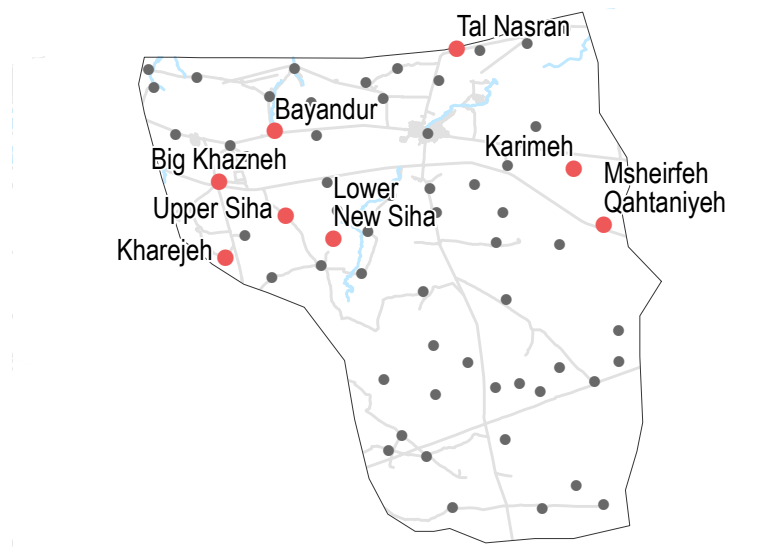 Tal Nasran
Bayandur
Karimeh
Big Khazneh
Msheirfeh
Qahtaniyeh
Lower
New Siha
Upper Siha
Kharejeh